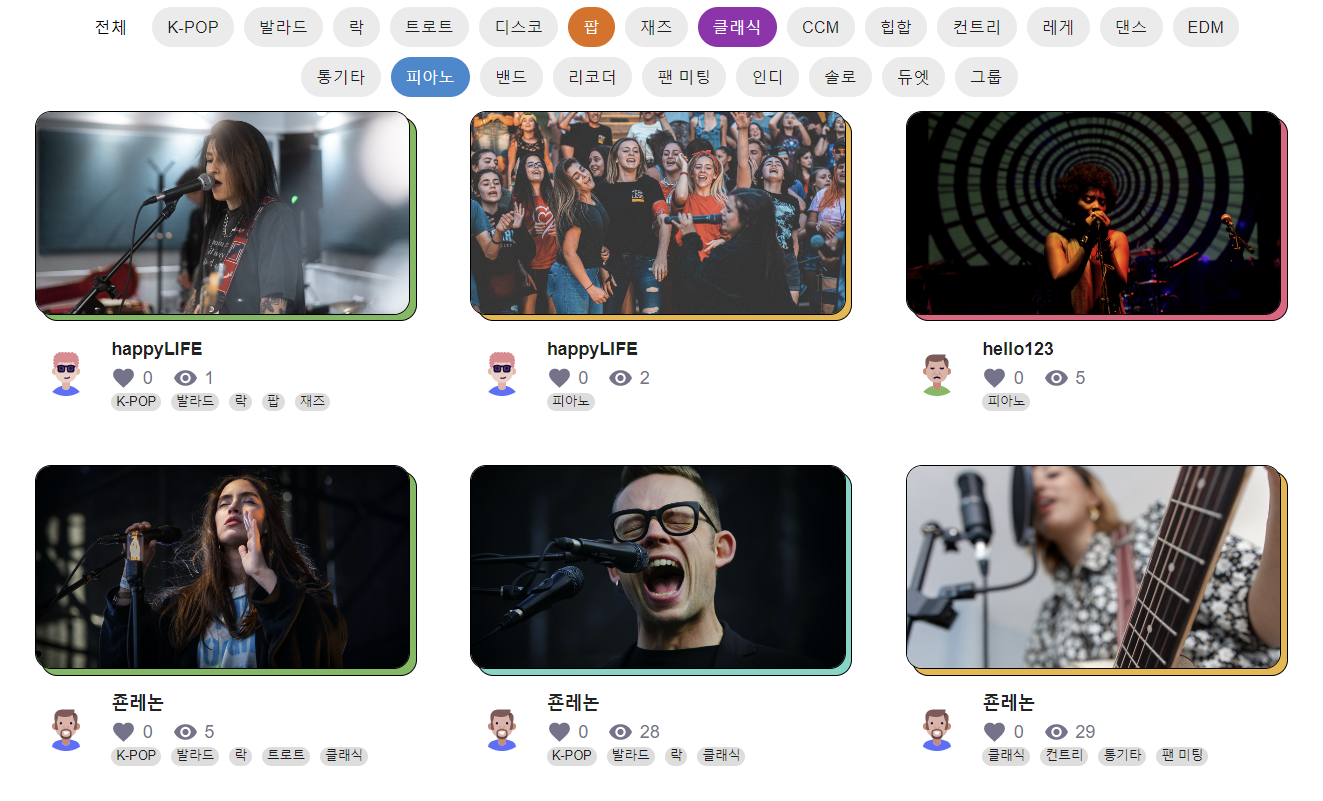 전체 K-POP 발라드 락 트로트 디스코 팝 재즈 클래식 CCM 힙합 컨트리 레게 댄스 EDM
통기타 피아노 밴드 리코더 팬 미팅 인디 솔로 듀엣 그룹
happyLIFE happyLIFE hello123
0 1 0 2 0 5
K-POP 발라드 락 팝 재즈 피아노 피아노
죤레논 죤레논 죤레논
0 5 0 28 0 29
K-POP 발라드 락 트로트 클래식 K-POP 발라드 락 클래식 클래식 컨트리 통기타 팬 미팅